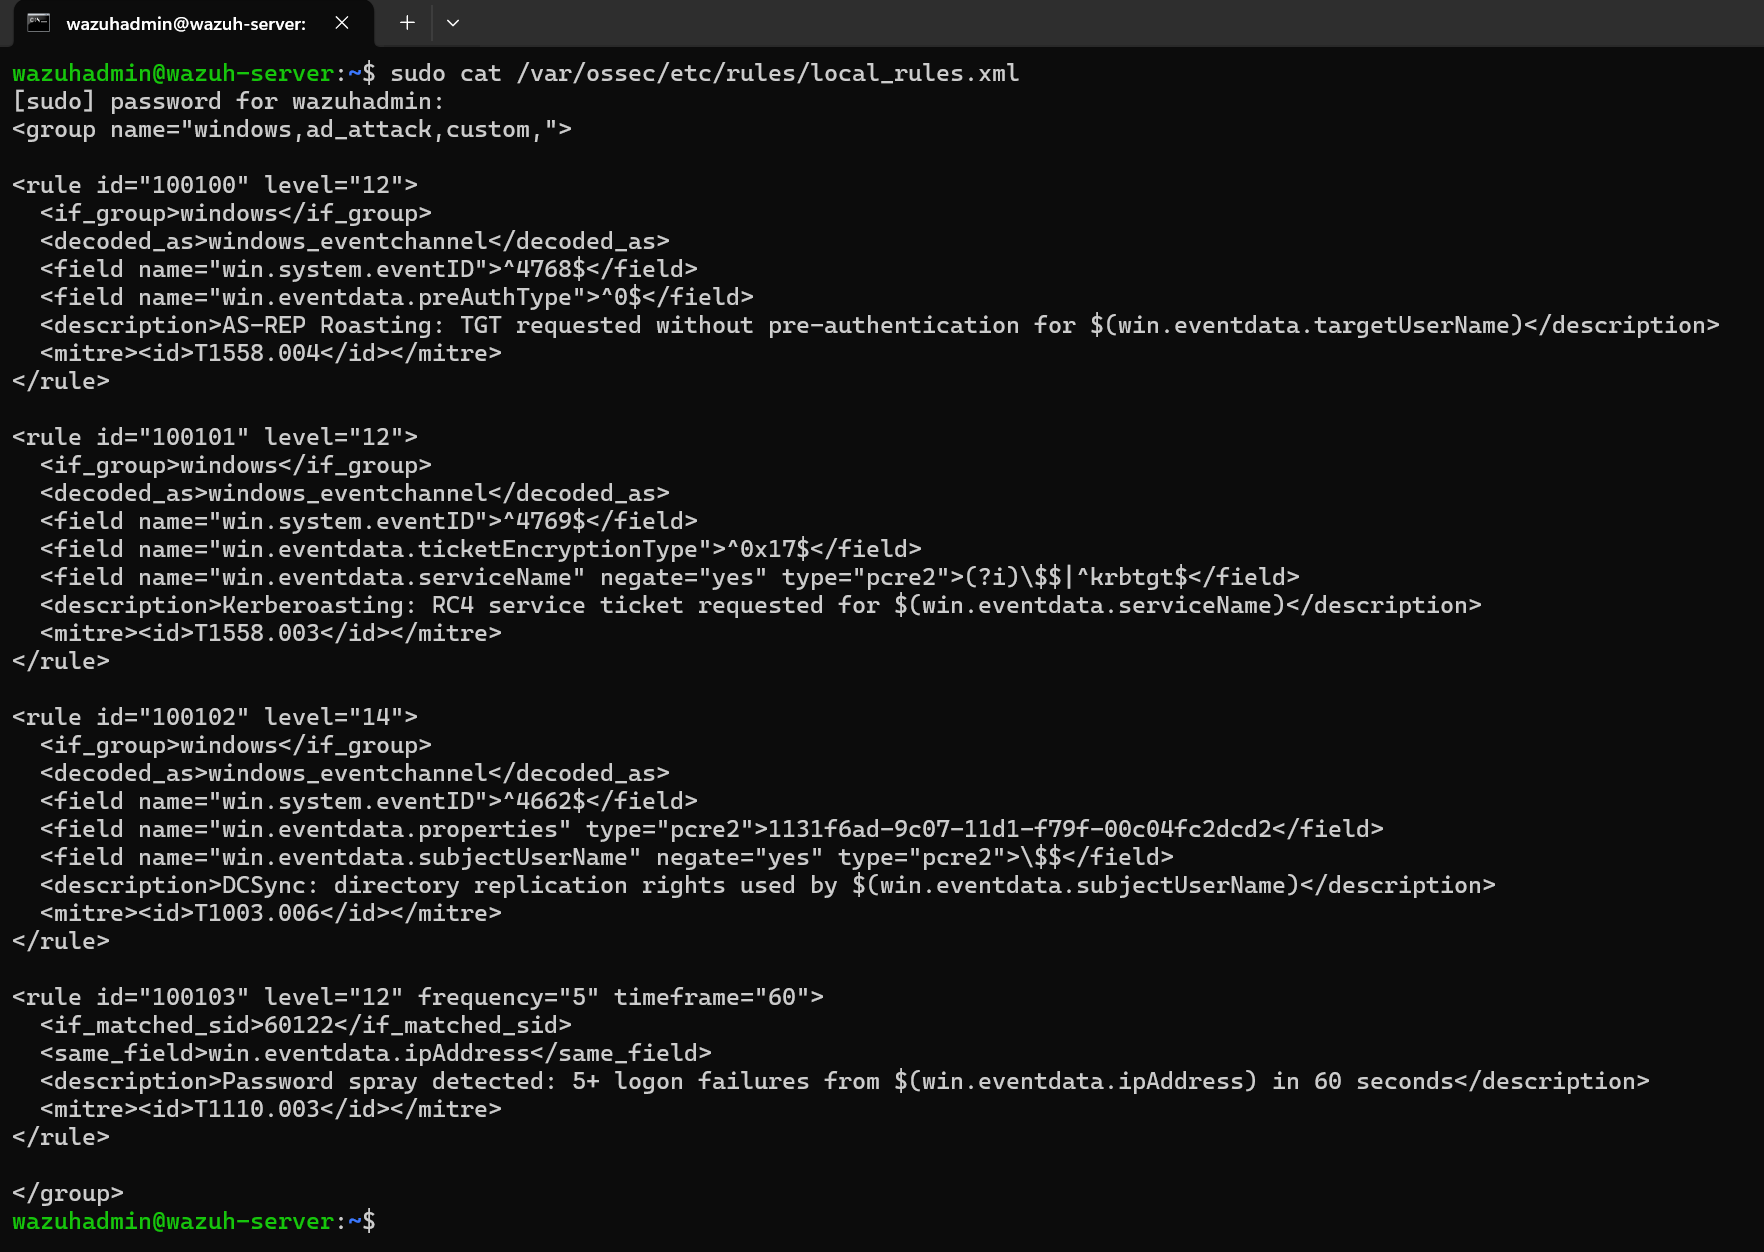 wazuhadmin@wazuh-server:
wazuhadmin@wazuh-server:~$ sudo cat /var/ossec/etc/rules/local_rules.xml
[sudo] password for wazuhadmin:
<group name="windows,ad_attack,custom,">
<rule id="100100" level="12">
  <if_group>windows</if_group>
  <decoded_as>windows_eventchannel</decoded_as>
  <field name="win.system.eventID">^4768$</field>
  <field name="win.eventdata.preAuthType">^0$</field>
  <description>AS-REP Roasting: TGT requested without pre-authentication for $(win.eventdata.targetUserName)</description>
  <mitre><id>T1558.004</id></mitre>
</rule>
<rule id="100101" level="12">
  <if_group>windows</if_group>
  <decoded_as>windows_eventchannel</decoded_as>
  <field name="win.system.eventID">^4769$</field>
  <field name="win.eventdata.ticketEncryptionType">^0x17$</field>
  <field name="win.eventdata.serviceName" negate="yes" type="pcre2">(?i)\$$|^krbtgt$</field>
  <description>Kerberoasting: RC4 service ticket requested for $(win.eventdata.serviceName)</description>
  <mitre><id>T1558.003</id></mitre>
</rule>
<rule id="100102" level="14">
  <if_group>windows</if_group>
  <decoded_as>windows_eventchannel</decoded_as>
  <field name="win.system.eventID">^4662$</field>
  <field name="win.eventdata.properties" type="pcre2">1131f6ad-9c07-11d1-f79f-00c04fc2dcd2</field>
  <field name="win.eventdata.subjectUserName" negate="yes" type="pcre2">\$$</field>
  <description>DCSync: directory replication rights used by $(win.eventdata.subjectUserName)</description>
  <mitre><id>T1003.006</id></mitre>
</rule>
<rule id="100103" level="12" frequency="5" timeframe="60">
  <if_matched_sid>60122</if_matched_sid>
  <same_field>win.eventdata.ipAddress</same_field>
  <description>Password spray detected: 5+ logon failures from $(win.eventdata.ipAddress) in 60 seconds</description>
  <mitre><id>T1110.003</id></mitre>
</rule>
</group>
wazuhadmin@wazuh-server:~$